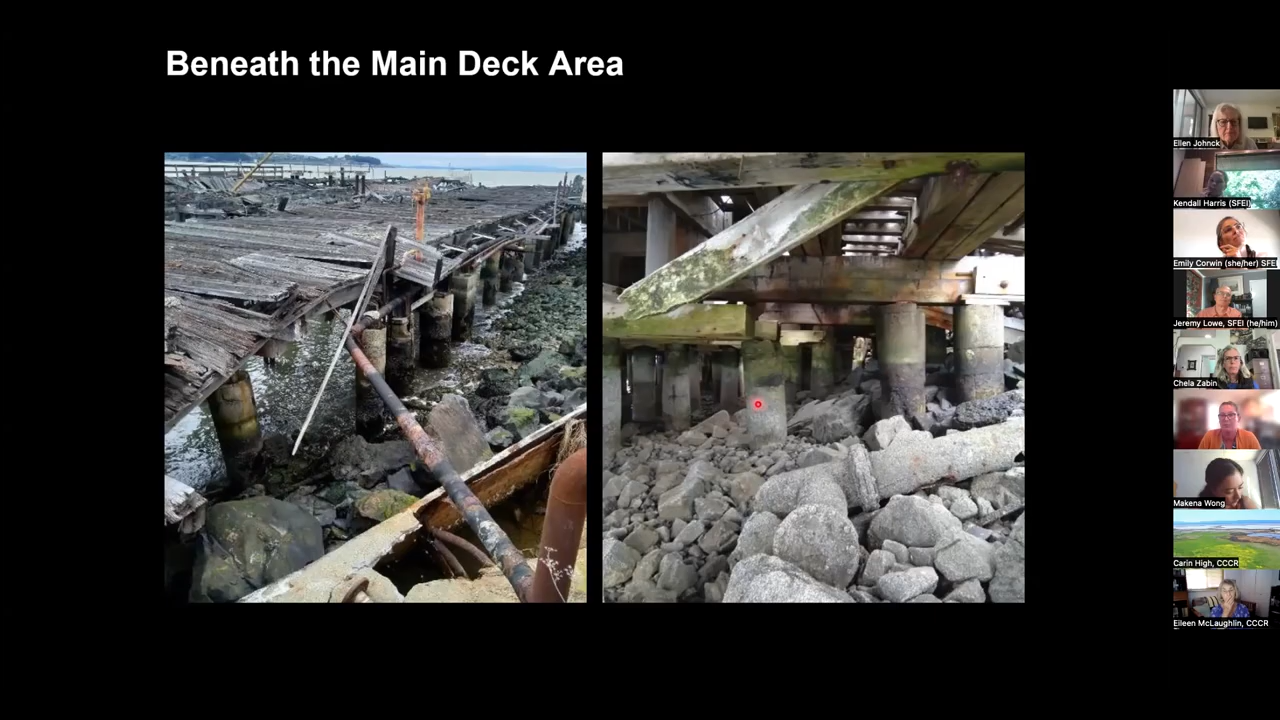 Beneath the Main Deck Area
Ellen Johnck
Kendall Harris (SFEI)
Emily Corwin (she/her) SFEI
Jeremy Lowe, SFEI (he/him)
Chela Zabin
Makena Wong
Carin High, CCCR
Eileen McLaughlin, CCCR